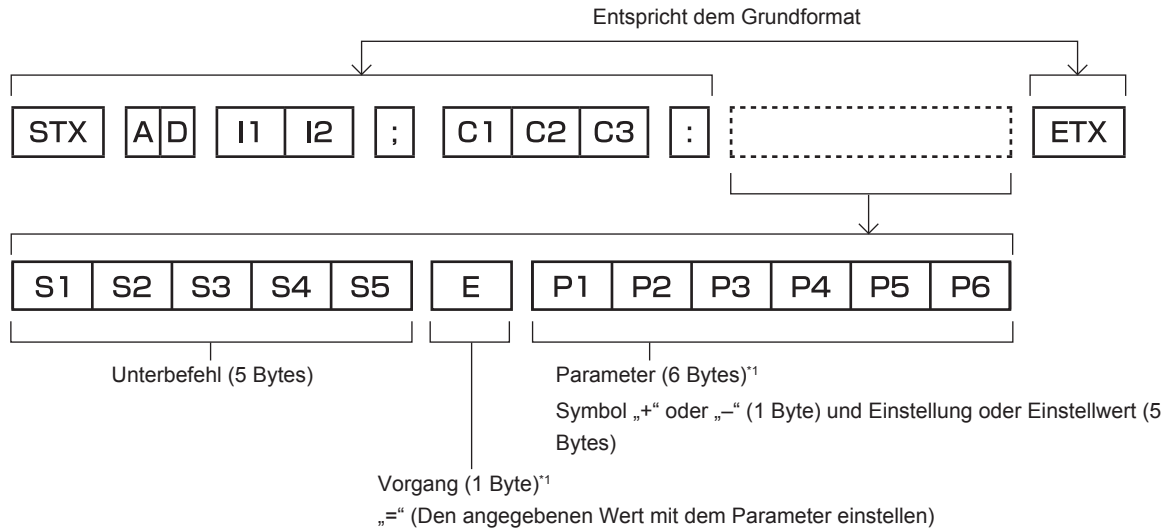 Entspricht dem Grundformat
STX A D I1 I2 ; C1 C2 C3 : ETX
S1 S2 S3 S4 S5 E P1 P2 P3 P4 P5 P6
Unterbefehl (5 Bytes)
Parameter (6 Bytes)*1
Symbol „+“ oder „–“ (1 Byte) und Einstellung oder Einstellwert (5
Bytes)
Vorgang (1 Byte)*1
„=“ (Den angegebenen Wert mit dem Parameter einstellen)